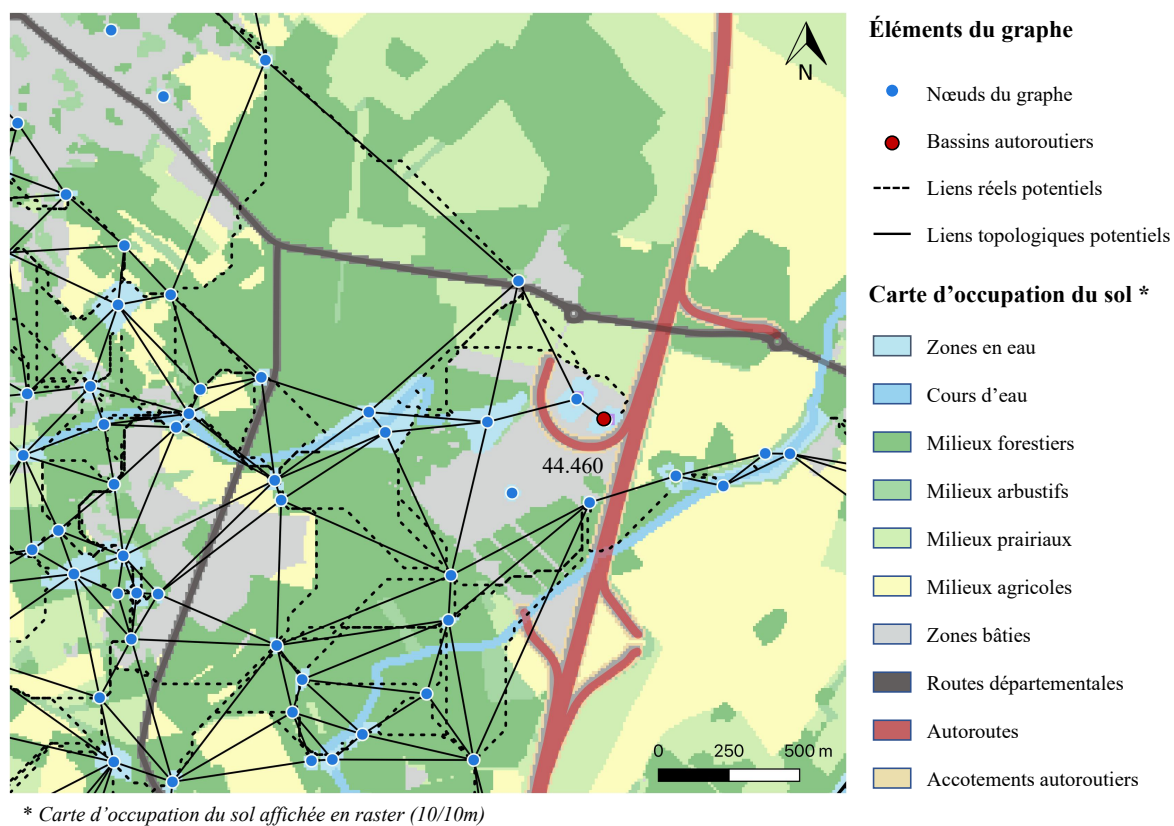 Éléments du graphe
N
Nœuds du graphe
Bassins autoroutiers
Liens réels potentiels
Liens topologiques potentiels
Carte d'occupation du sol *
Zones en eau
Cours d'eau
Milieux forestiers
44.460
Milieux arbustifs
Milieux prairiaux
Milieux agricoles
Zones bâties
Routes départementales
Autoroutes
0 250 500 m
Accotements autoroutiers
* Carte d'occupation du sol affichée en raster (10/10m)